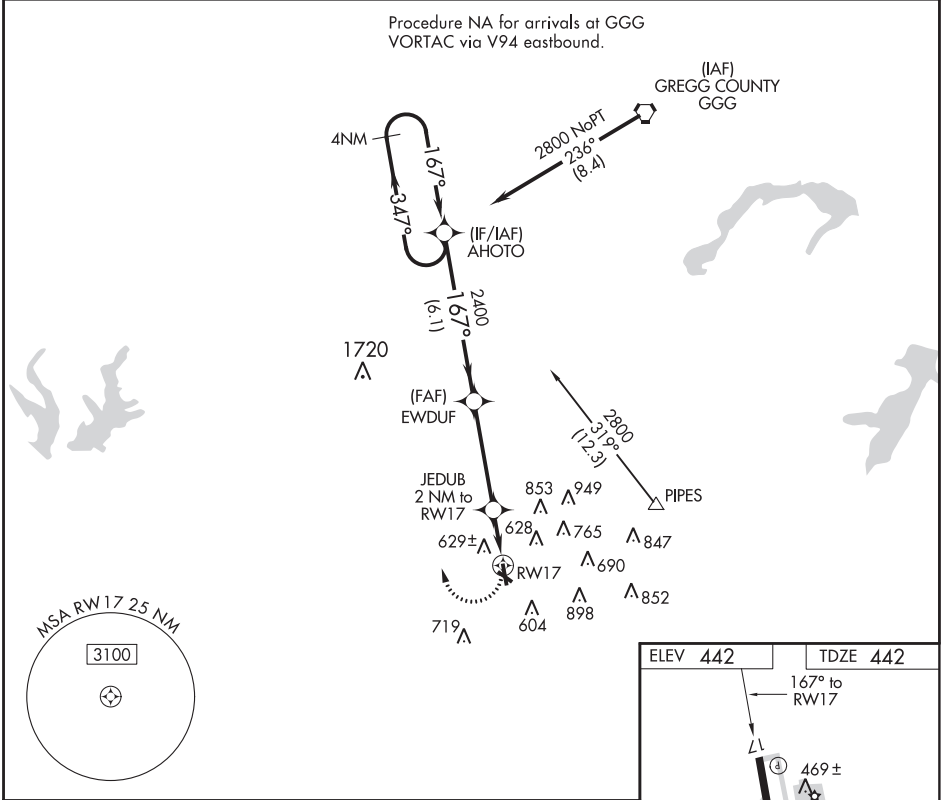 Procedure NA for arrivals at GGG
VORTAC via V94 eastbound.
(IAF)
GREGG COUNTY
GGG
2800 NoPT
236°
(8.4)
4NM
167°
347°
(IF/IAF)
AHOTO
2400
167°
(6.1)
1720
(FAF)
EWDUF
2800
319°
(12.3)
PIPES
JEDUB
2 NM to
RW17
853
949
628
765
847
629±
690
RW17
852
898
604
719
MSA RW17 25 NM
3100
ELEV 442
TDZE 442
167° to
RW17
17
P
469±